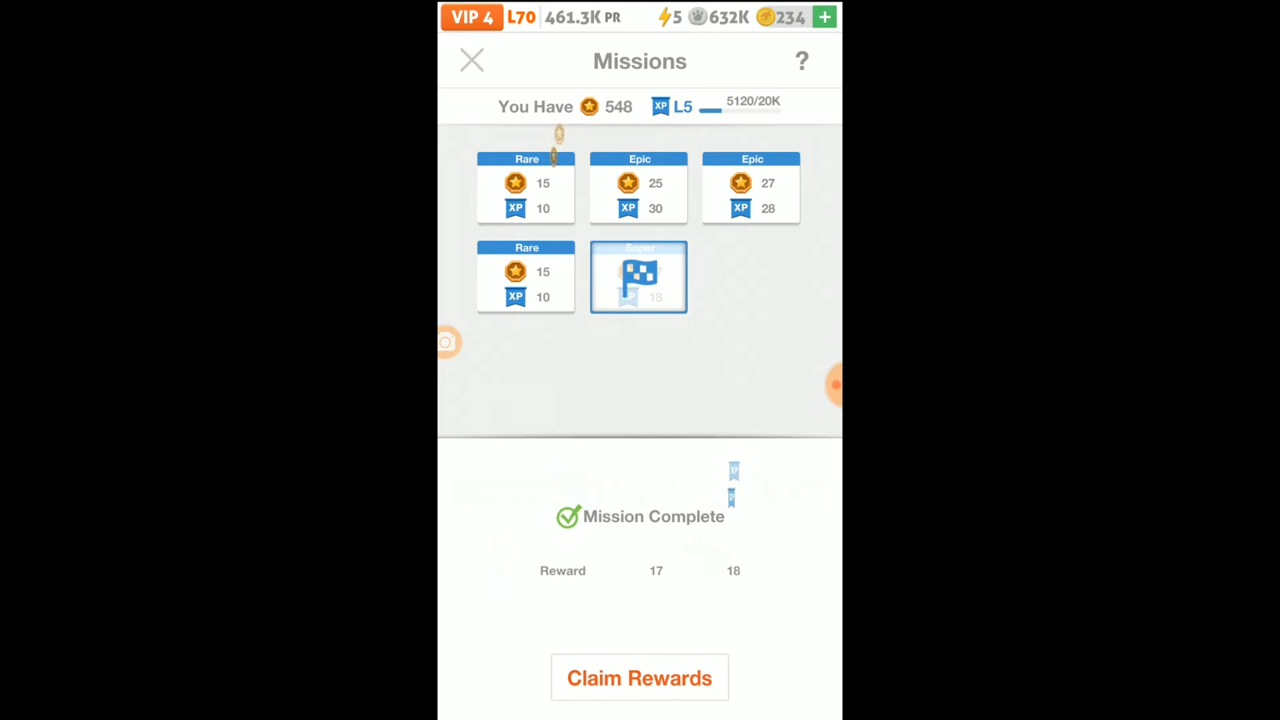 VIP 4 L70 461.3K PR 5 632K 234 +
Missions ?
You Have 548 XP L5 5120/20K
Rare Epic Epic
15 25 27
XP 10 XP 30 XP 28
Rare Super
15
XP 10 XP 18
Mission Complete
Reward 17 18
Claim Rewards